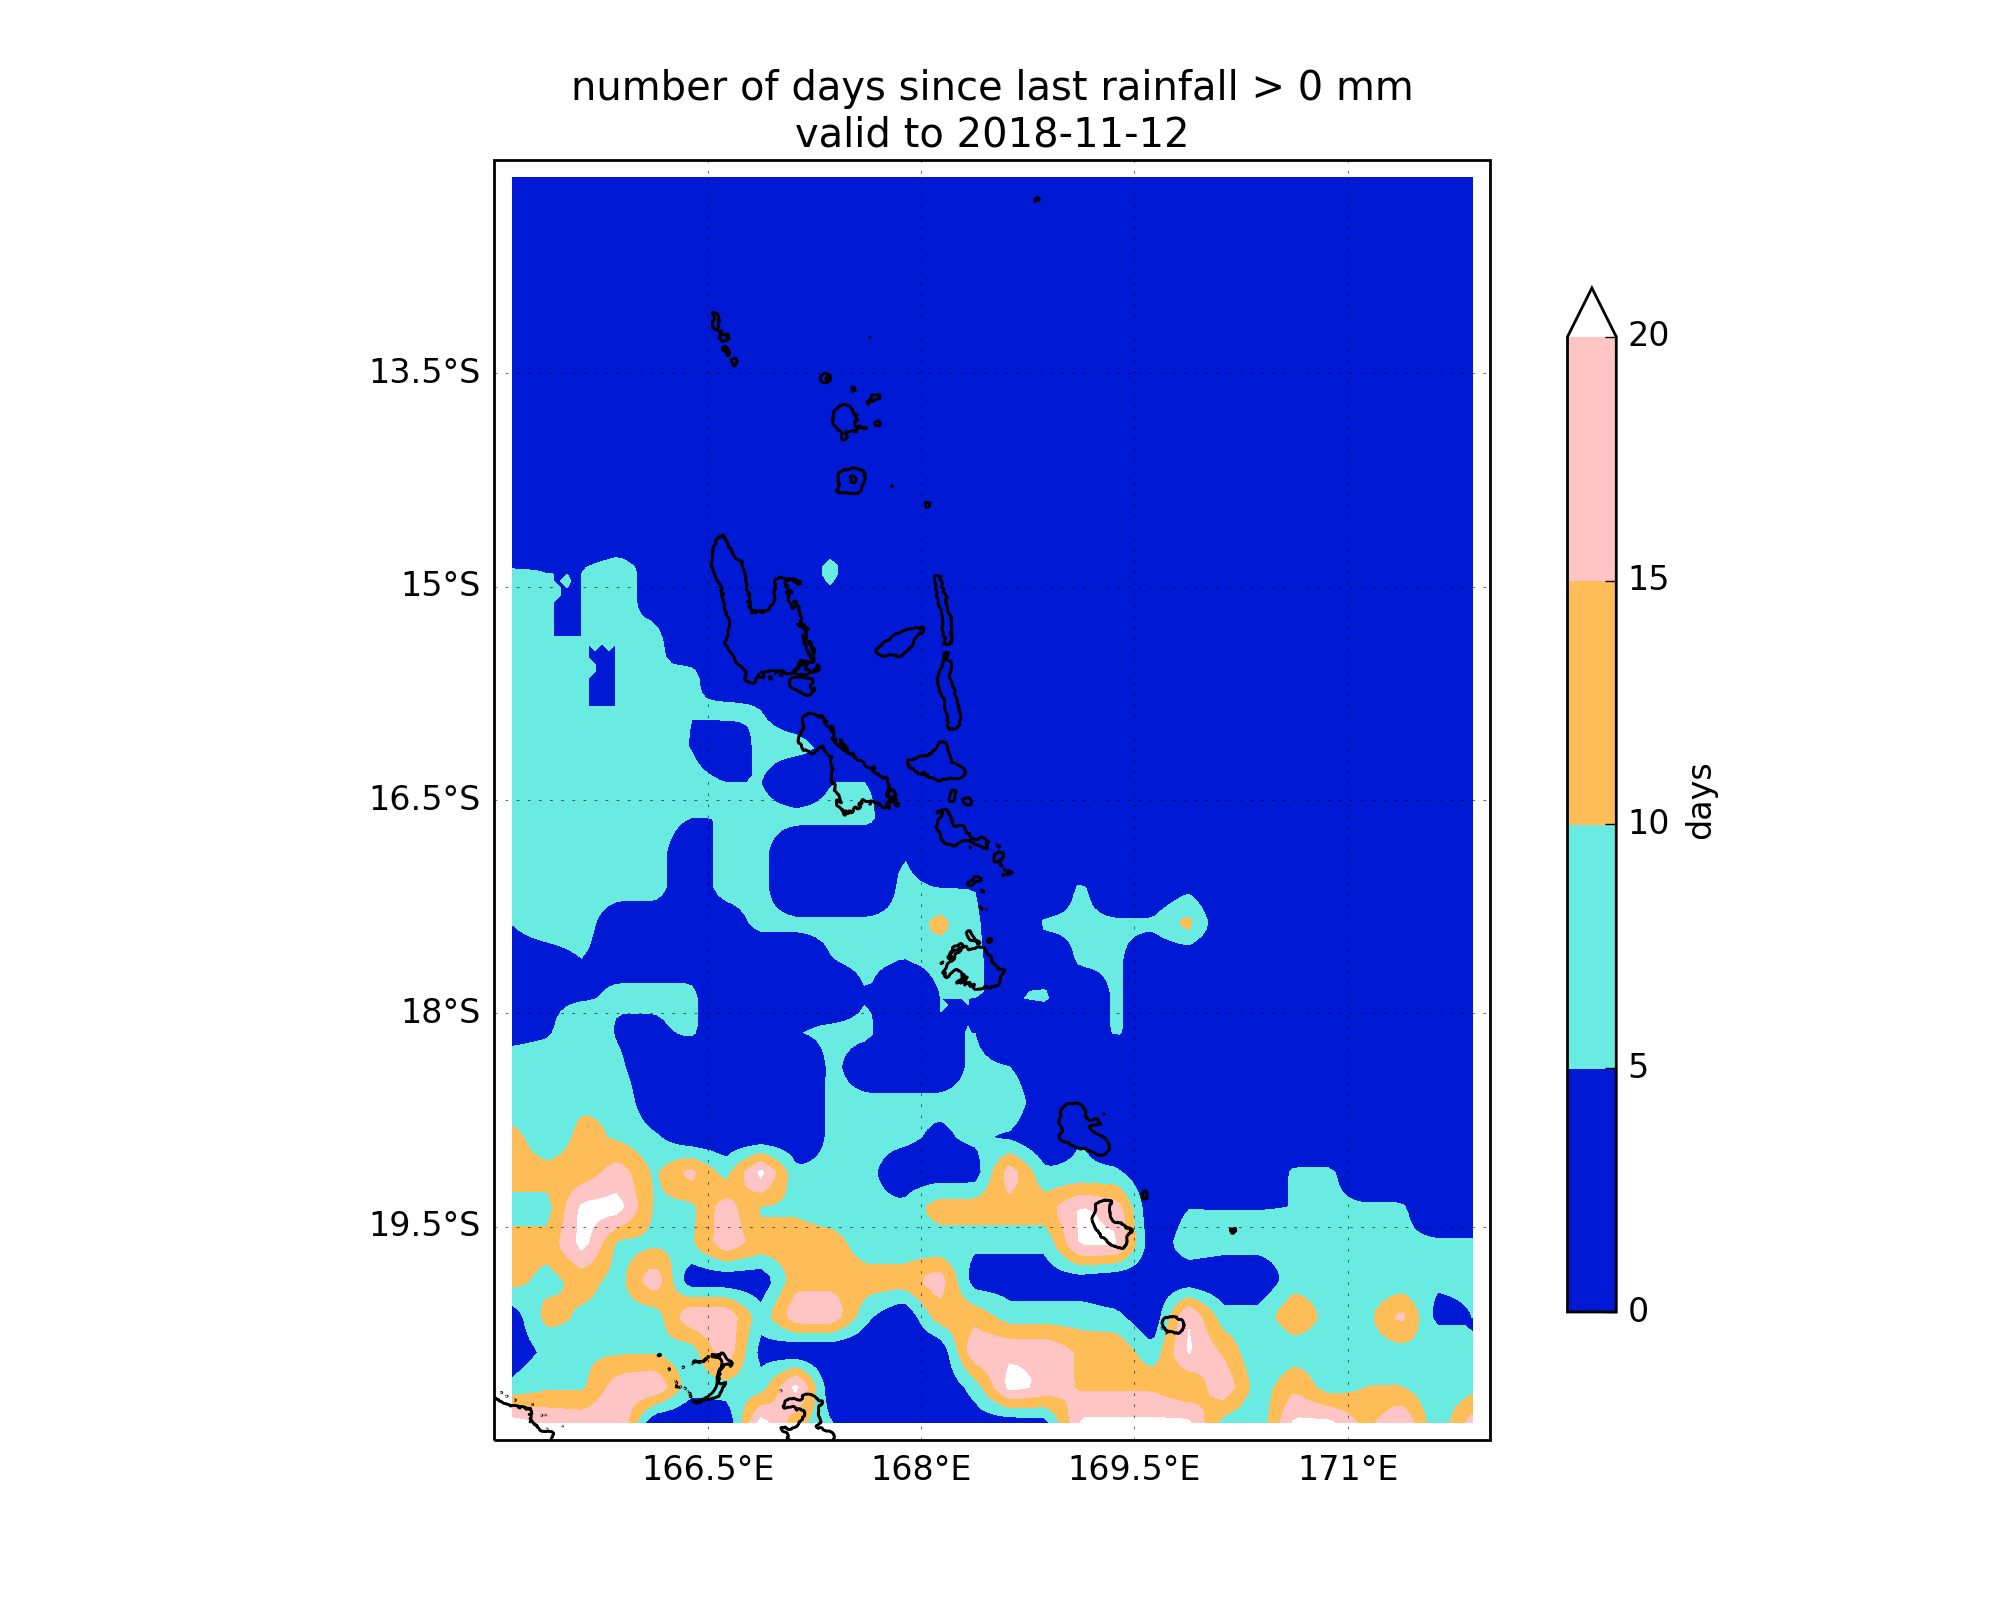 number of days since last rainfall > 0 mm
valid to 2018-11-12
13.5°S
15°S
16.5°S
18°S
19.5°S
166.5°E
168°E
169.5°E
171°E
20
15
10
5
0
days